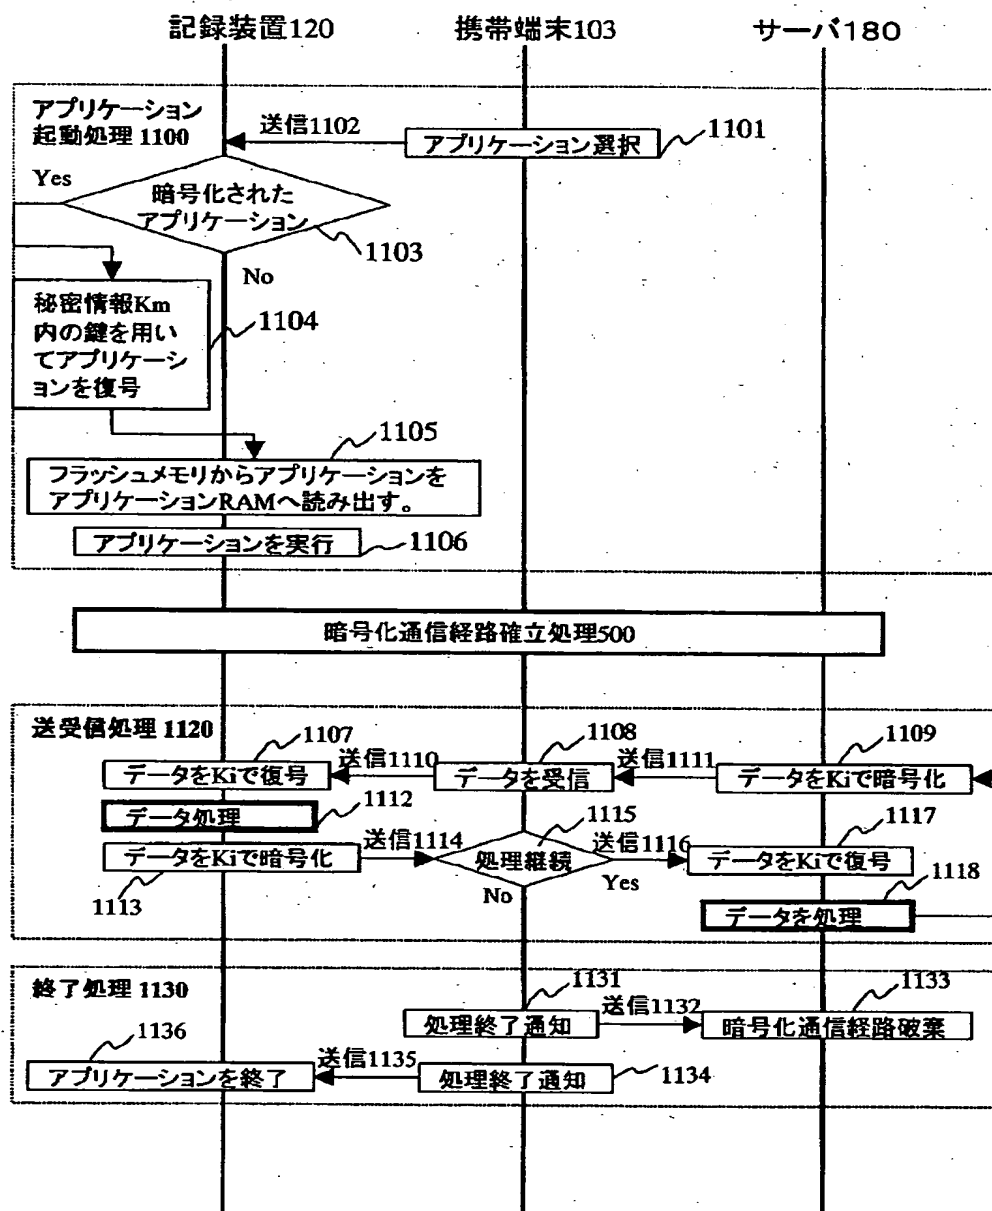 記録装置120
携帯端末103
サーバ180
アプリケーション
起動処理 1100
送信1102
アプリケーション選択
1101
Yes
暗号化された
アプリケーション
1103
No
秘密情報Km
内の鍵を用い
てアプリケーシ
ョンを復号
1104
1105
フラッシュメモリからアプリケーションを
アプリケーションRAMへ読み出す。
アプリケーションを実行
1106
暗号化通信経路確立処理500
送受信処理 1120
1107
1108
1109
データをKiで復号
送信1110
データを受信
送信1111
データをKiで暗号化
データ処理
1112
1115
1117
データをKiで暗号化
送信1114
処理継続
送信1116
データをKiで復号
1113
No
Yes
1118
データを処理
終了処理 1130
1131
1133
処理終了通知
送信1132
暗号化通信経路破棄
1136
アプリケーションを終了
送信1135
処理終了通知
1134